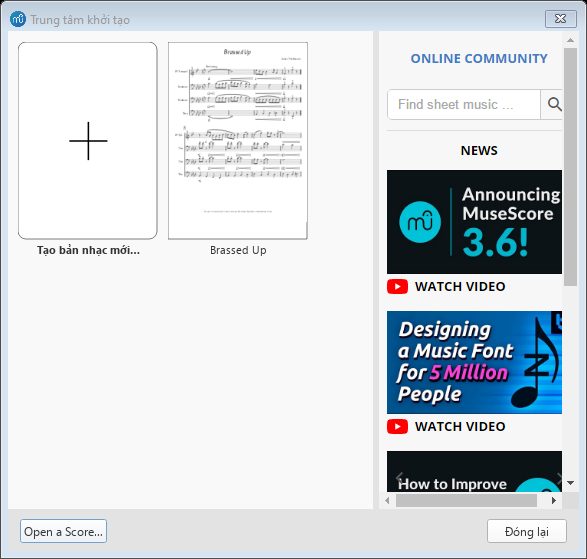 Trung tâm khởi tạo
Brassed Up
Tạo bản nhạc mới...
Brassed Up
ONLINE COMMUNITY
Find sheet music ...
NEWS
Announcing
MuseScore
3.6!
WATCH VIDEO
Designing
a Music Font
for 5 Million
People
WATCH VIDEO
How to Improve
Open a Score...
Đóng lại